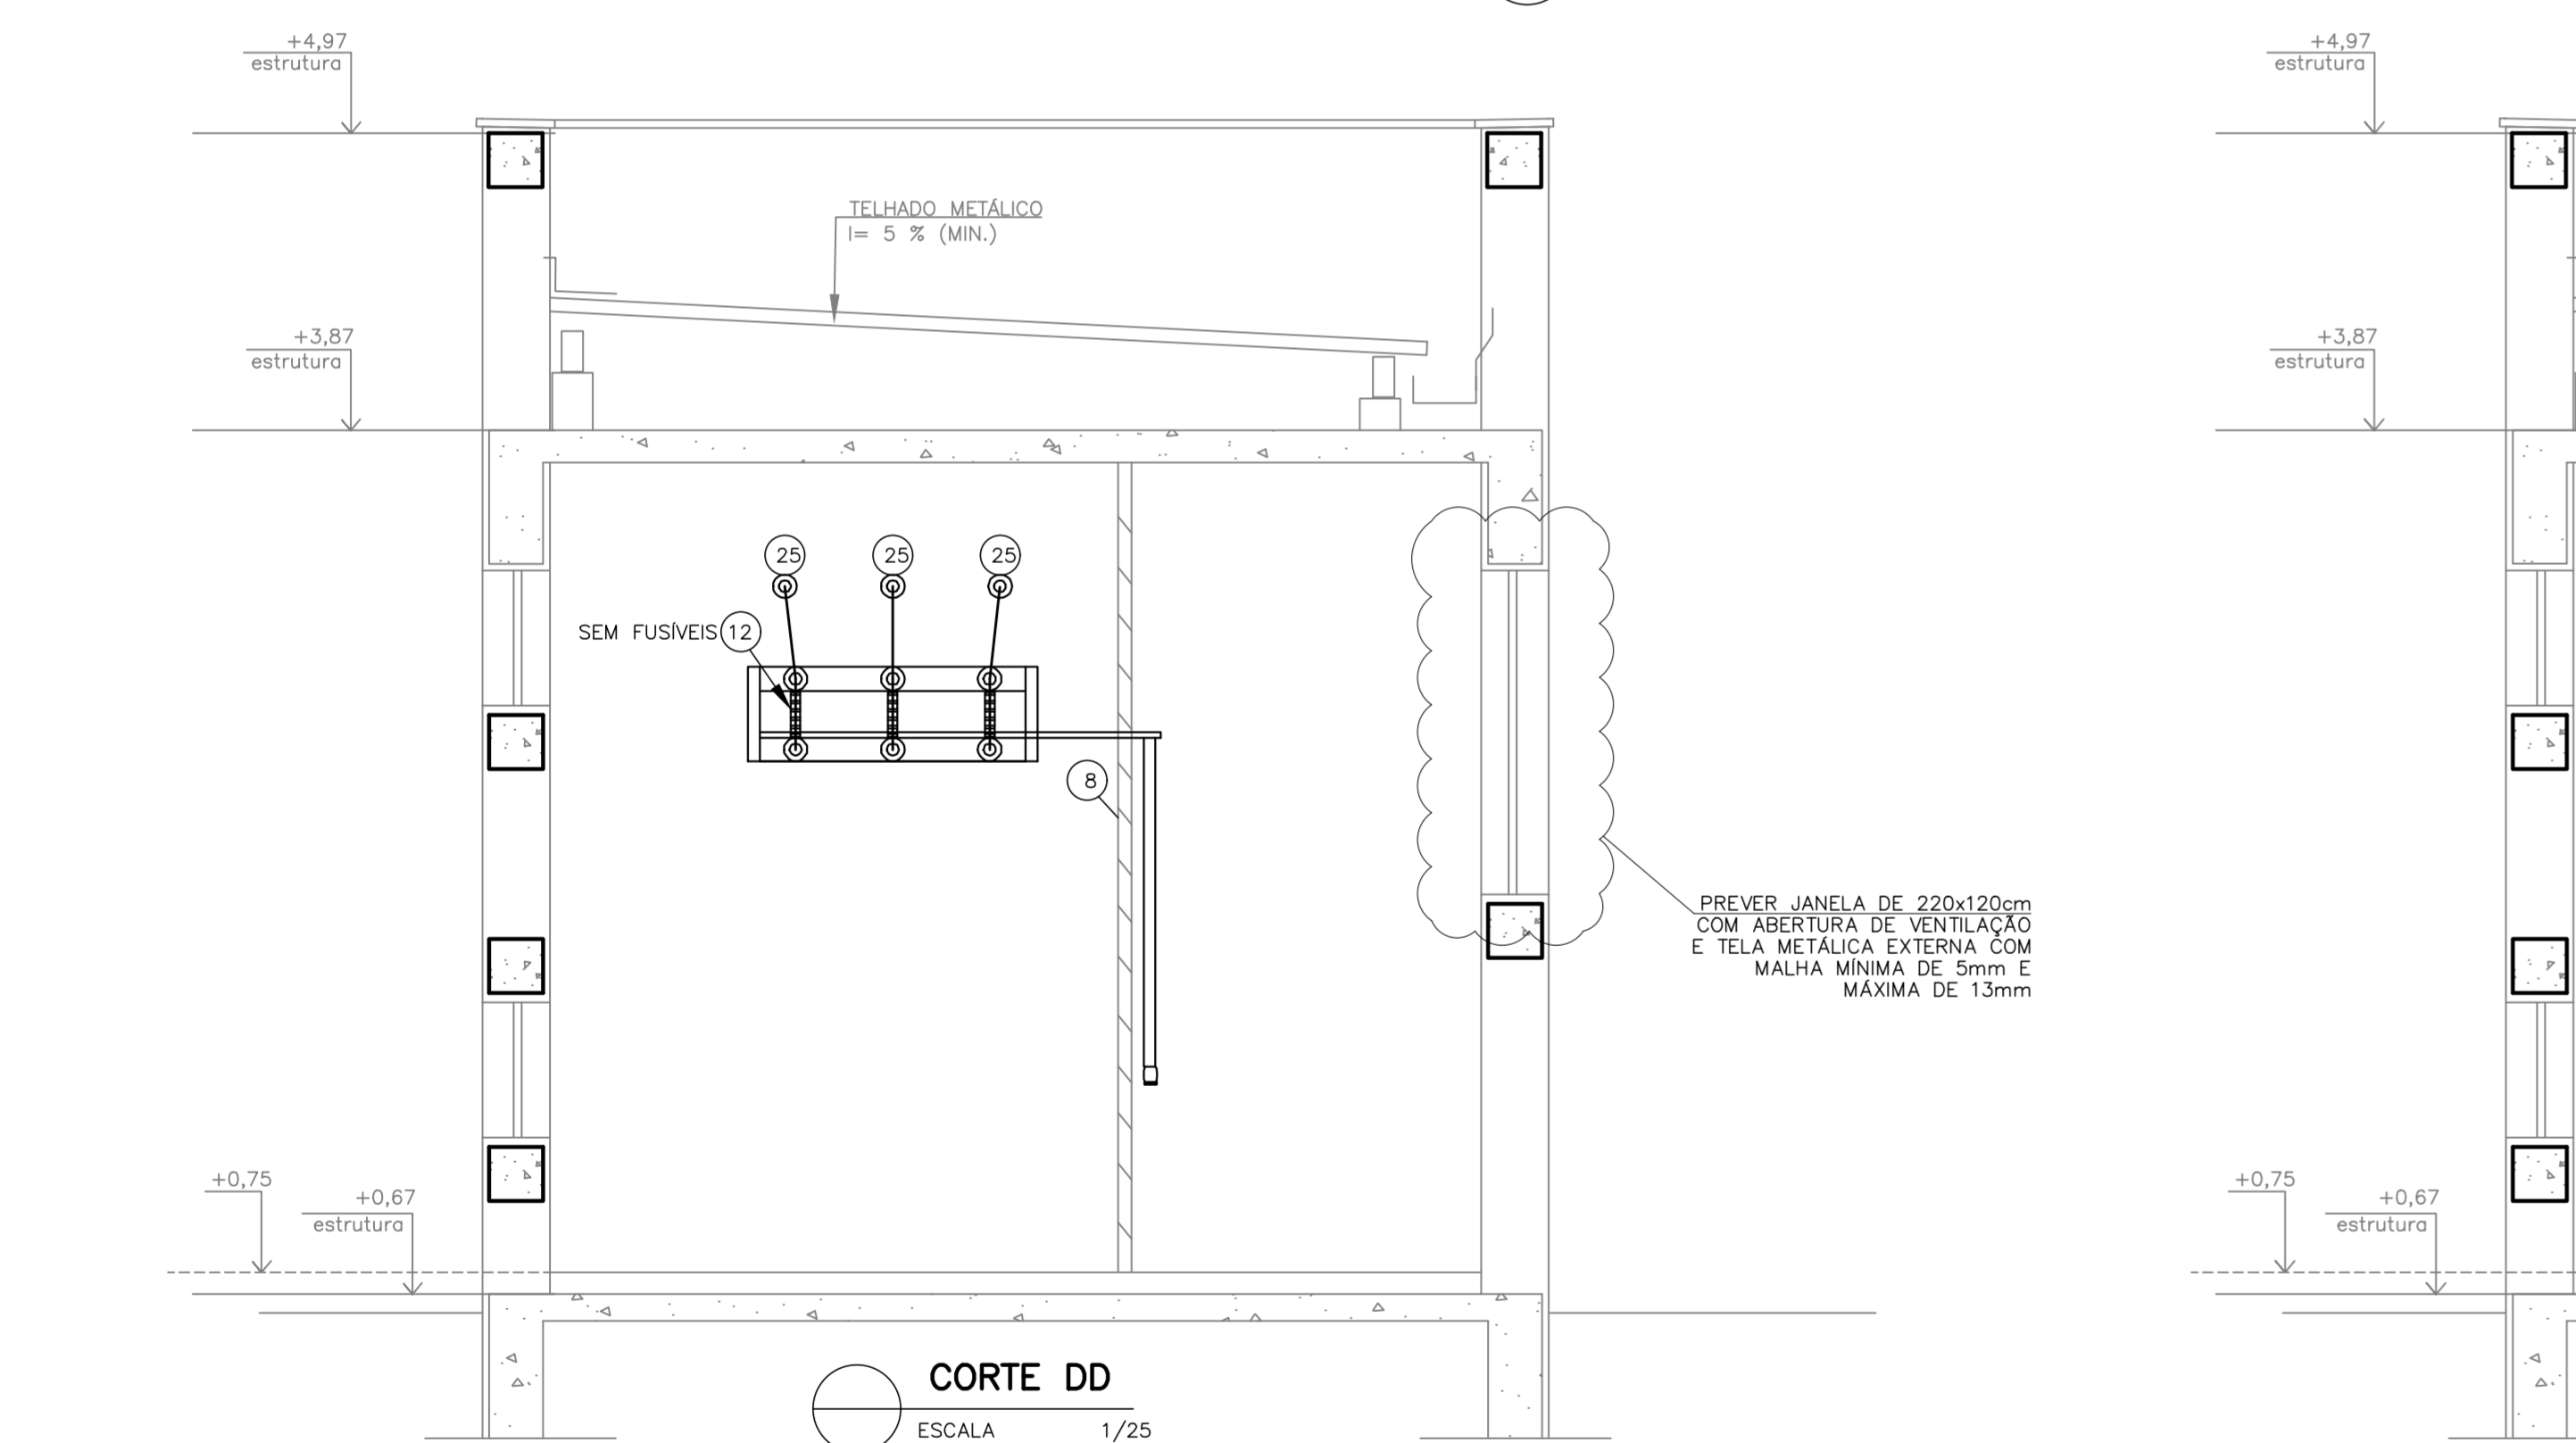 +4,97
estrutura
+4,97
estrutura
TELHADO METÁLICO
I= 5 % (MIN.)
+3,87
estrutura
+3,87
estrutura
25 25 25
SEM FUSÍVEIS 12
8
PREVER JANELA DE 220x120cm
COM ABERTURA DE VENTILAÇÃO
E TELA METÁLICA EXTERNA COM
MALHA MÍNIMA DE 5mm E
MÁXIMA DE 13mm
+0,75
+0,67
estrutura
+0,75
+0,67
estrutura
CORTE DD
ESCALA 1/25